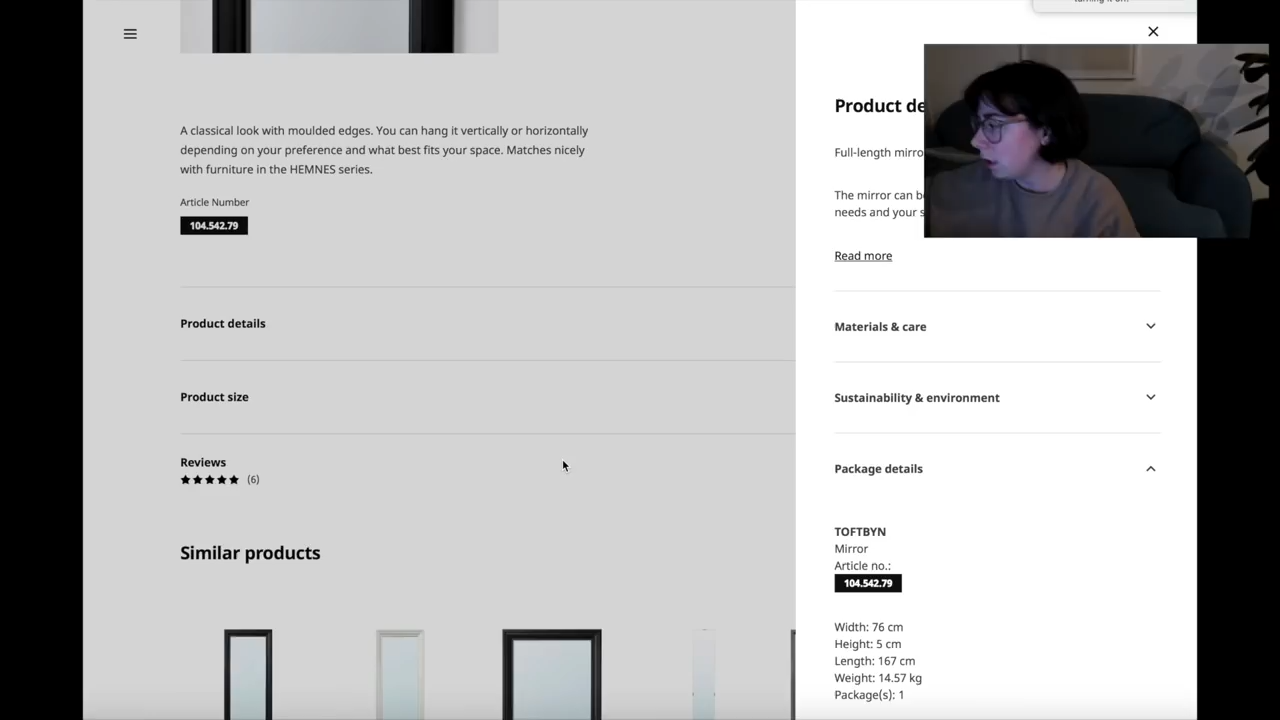 turning it on.
A classical look with moulded edges. You can hang it vertically or horizontally
depending on your preference and what best fits your space. Matches nicely
with furniture in the HEMNES series.
Article Number
104.542.79
Product details
Product size
Reviews
(6)
Similar products
Product de
Full-length mirro
The mirror can b
needs and your s
Read more
Materials & care
Sustainability & environment
Package details
TOFTBYN
Mirror
Article no.:
104.542.79
Width: 76 cm
Height: 5 cm
Length: 167 cm
Weight: 14.57 kg
Package(s): 1